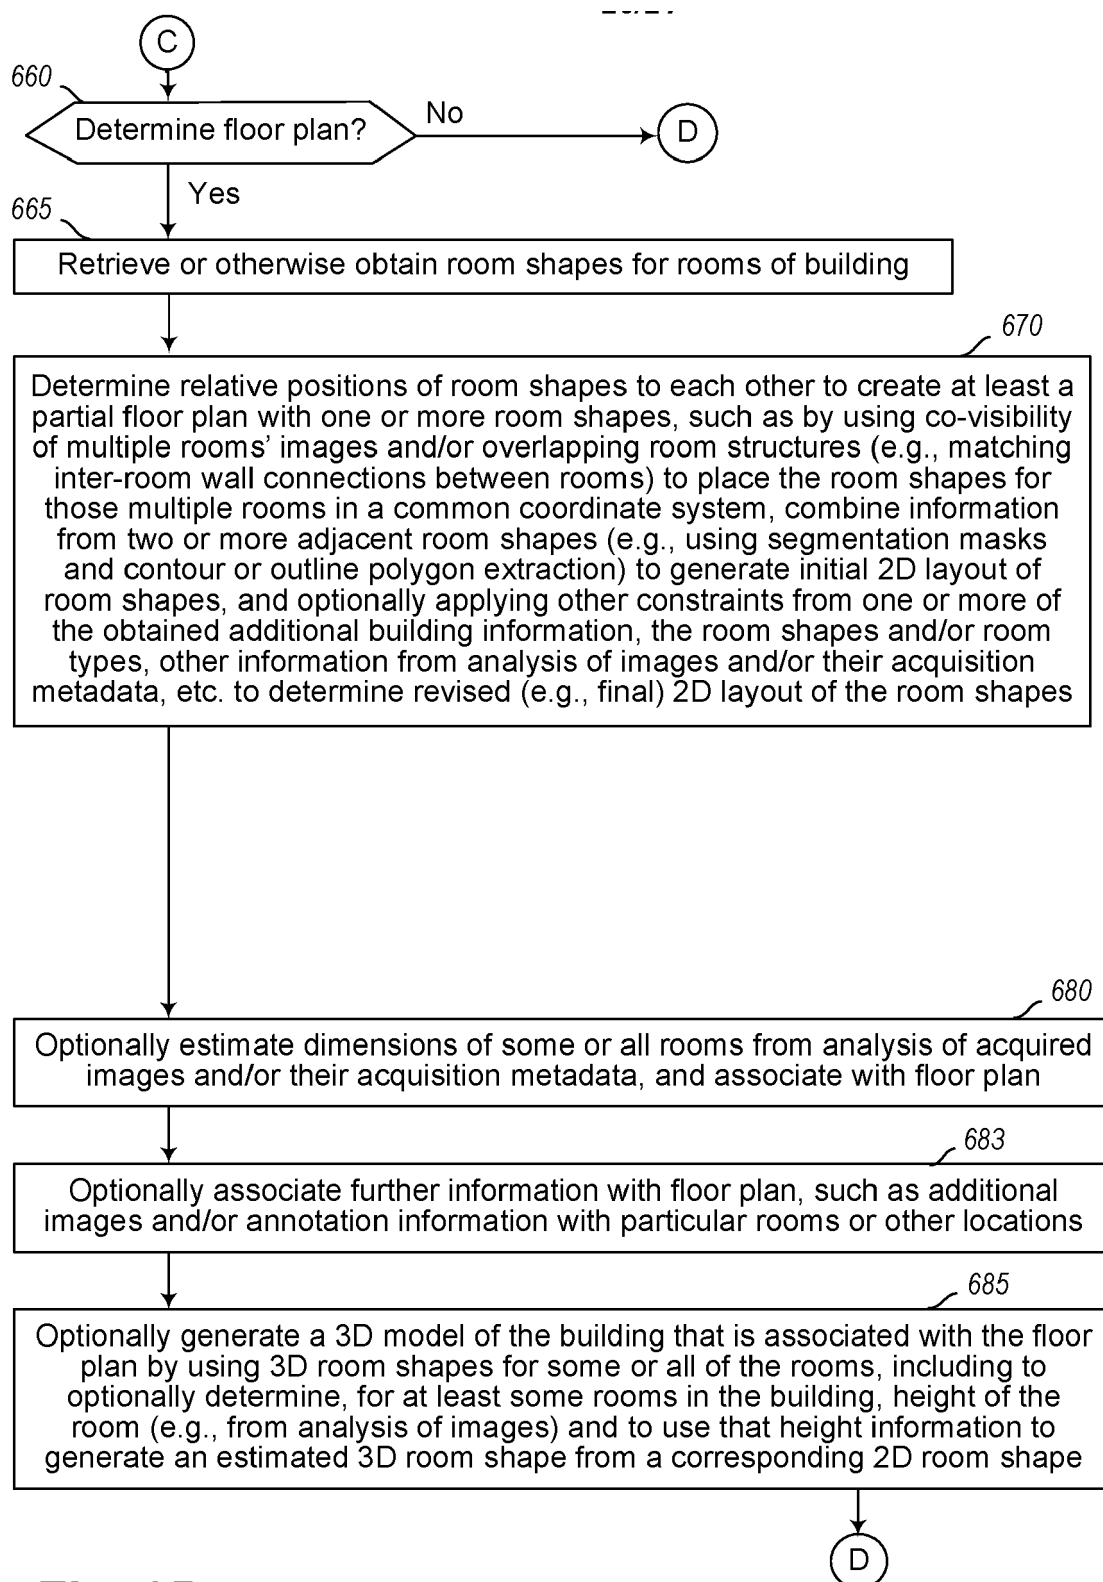 C
660
Determine floor plan?
No
D
Yes
665
Retrieve or otherwise obtain room shapes for rooms of building
670
Determine relative positions of room shapes to each other to create at least a
partial floor plan with one or more room shapes, such as by using co-visibility
of multiple rooms’ images and/or overlapping room structures (e.g., matching
inter-room wall connections between rooms) to place the room shapes for
those multiple rooms in a common coordinate system, combine information
from two or more adjacent room shapes (e.g., using segmentation masks
and contour or outline polygon extraction) to generate initial 2D layout of
room shapes, and optionally applying other constraints from one or more of
the obtained additional building information, the room shapes and/or room
types, other information from analysis of images and/or their acquisition
metadata, etc. to determine revised (e.g., final) 2D layout of the room shapes
680
Optionally estimate dimensions of some or all rooms from analysis of acquired
images and/or their acquisition metadata, and associate with floor plan
683
Optionally associate further information with floor plan, such as additional
images and/or annotation information with particular rooms or other locations
685
Optionally generate a 3D model of the building that is associated with the floor
plan by using 3D room shapes for some or all of the rooms, including to
optionally determine, for at least some rooms in the building, height of the
room (e.g., from analysis of images) and to use that height information to
generate an estimated 3D room shape from a corresponding 2D room shape
D